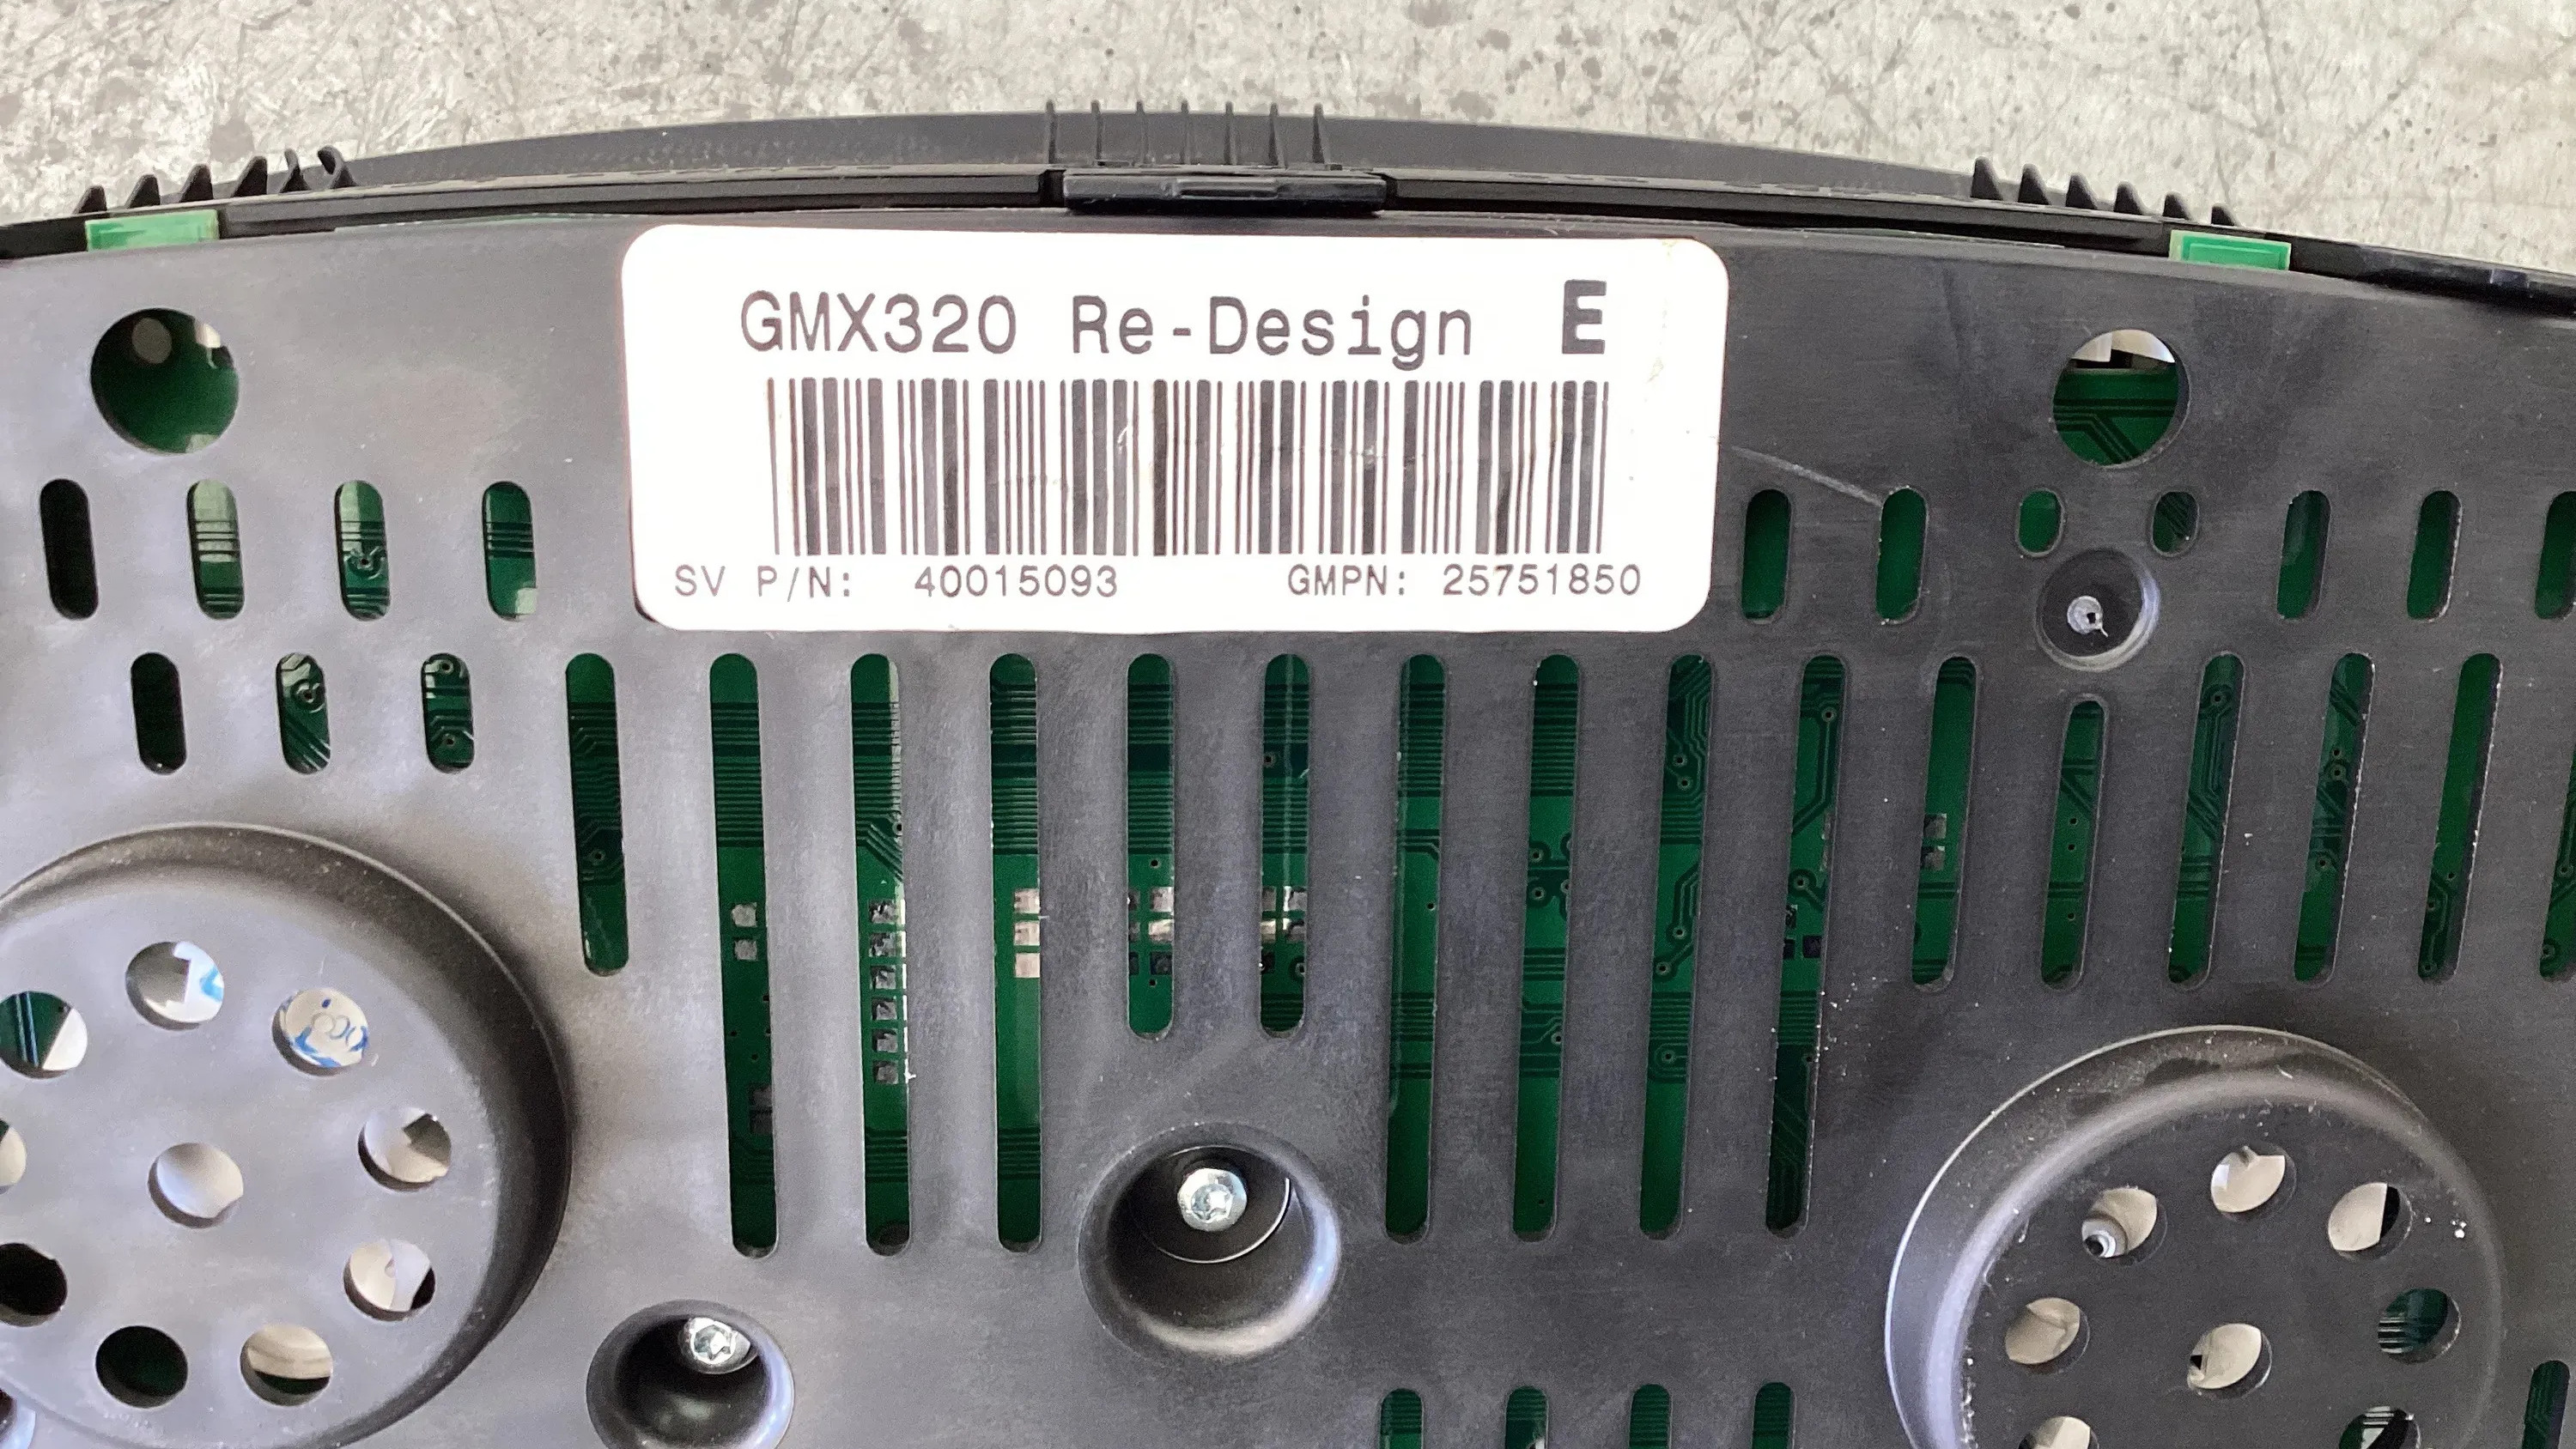 GMX320 Re-Design E
SV P/N: 40015093 GMPN: 25751850